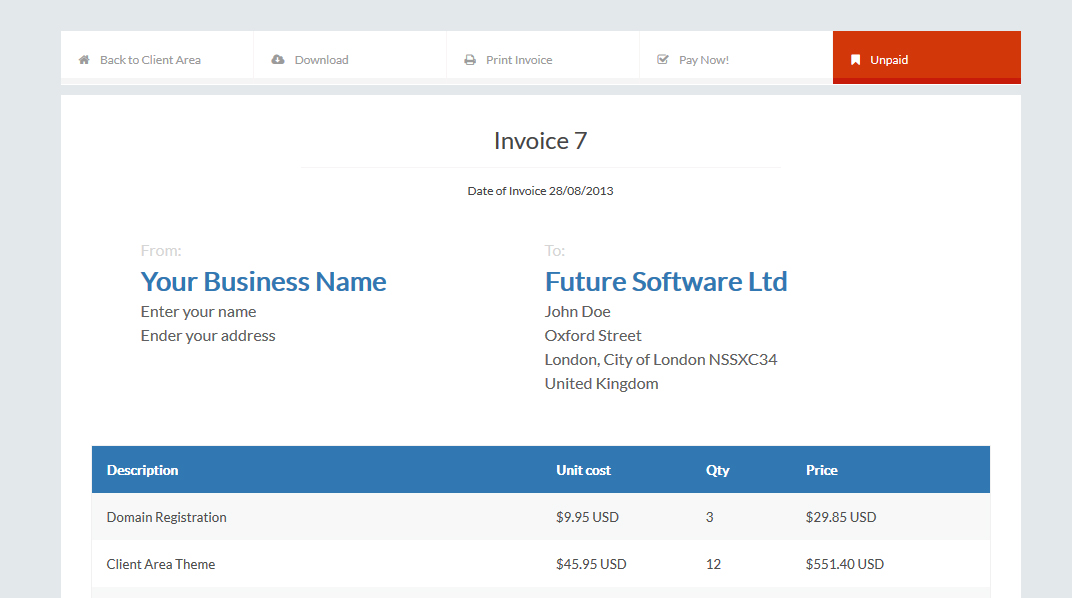 Back to Client Area
Download
Print Invoice
Pay Now!
Unpaid
Invoice 7
Date of Invoice 28/08/2013
From:
Your Business Name
Enter your name
Ender your address
To:
Future Software Ltd
John Doe
Oxford Street
London, City of London NSSXC34
United Kingdom
Description Unit cost Qty Price
Domain Registration $9.95 USD 3 $29.85 USD
Client Area Theme $45.95 USD 12 $551.40 USD